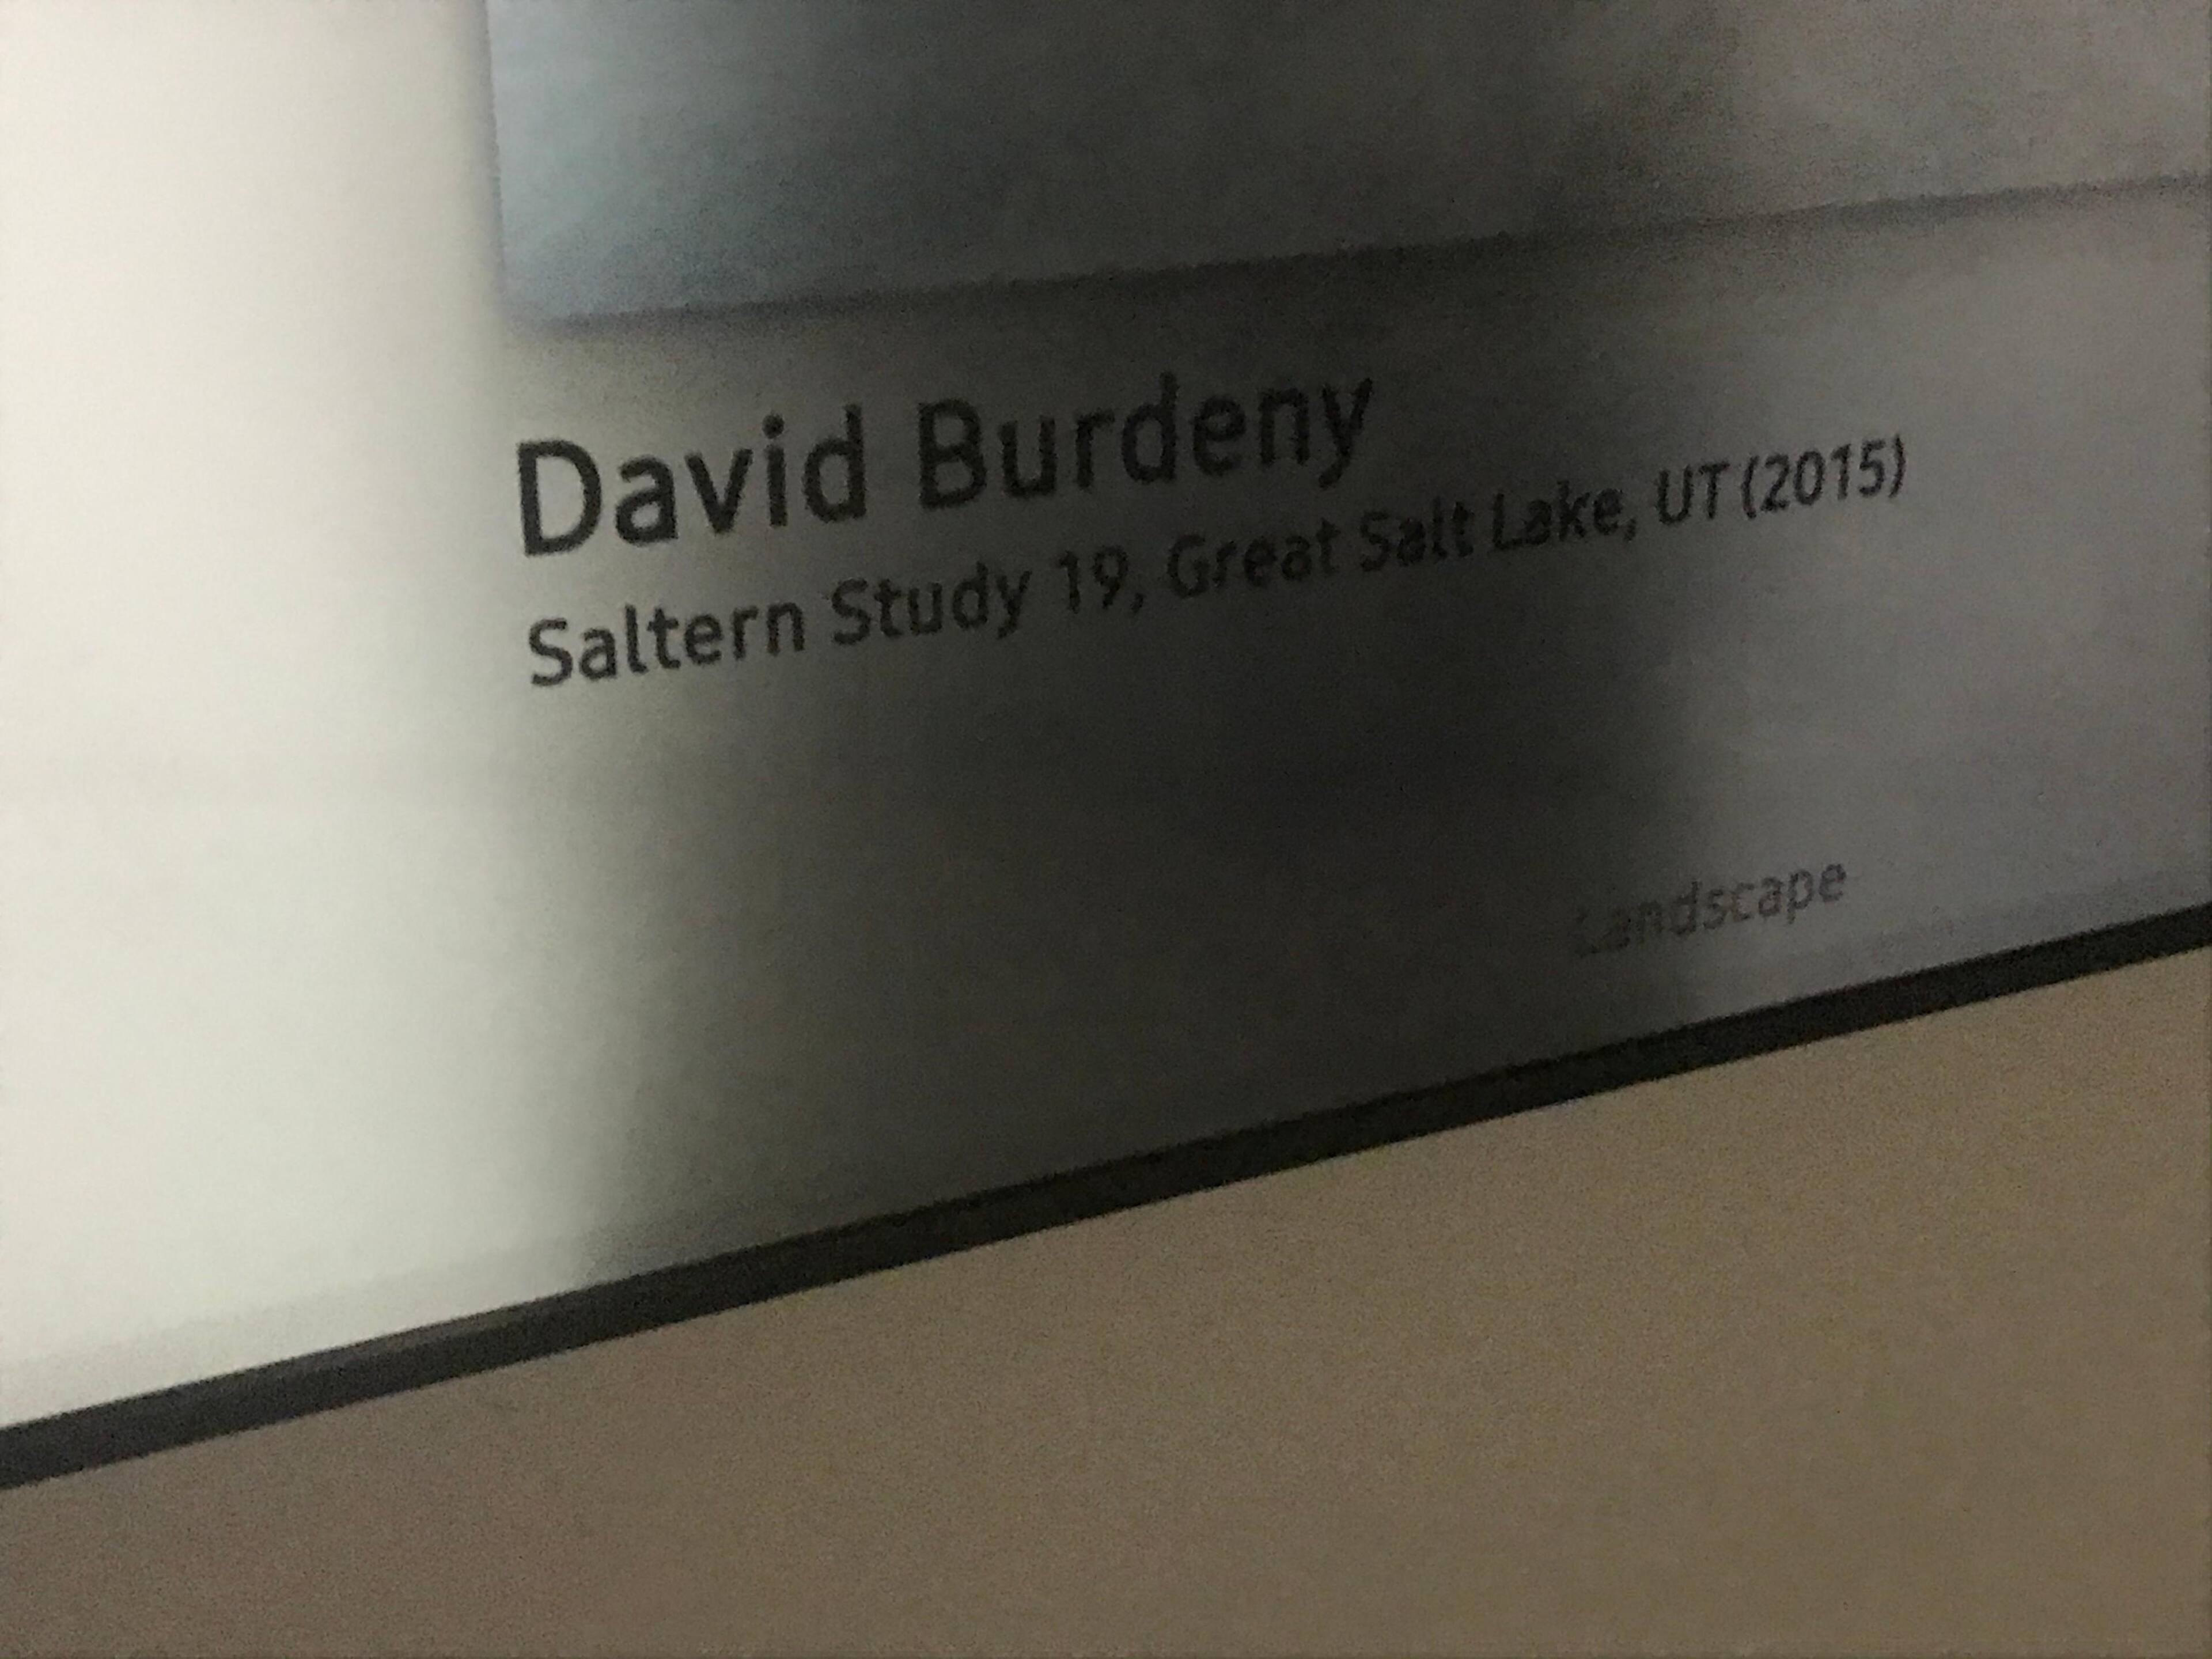 David Burdeny
Saltern Study 19, Great Salt Lake, UT (2015)
Landscape